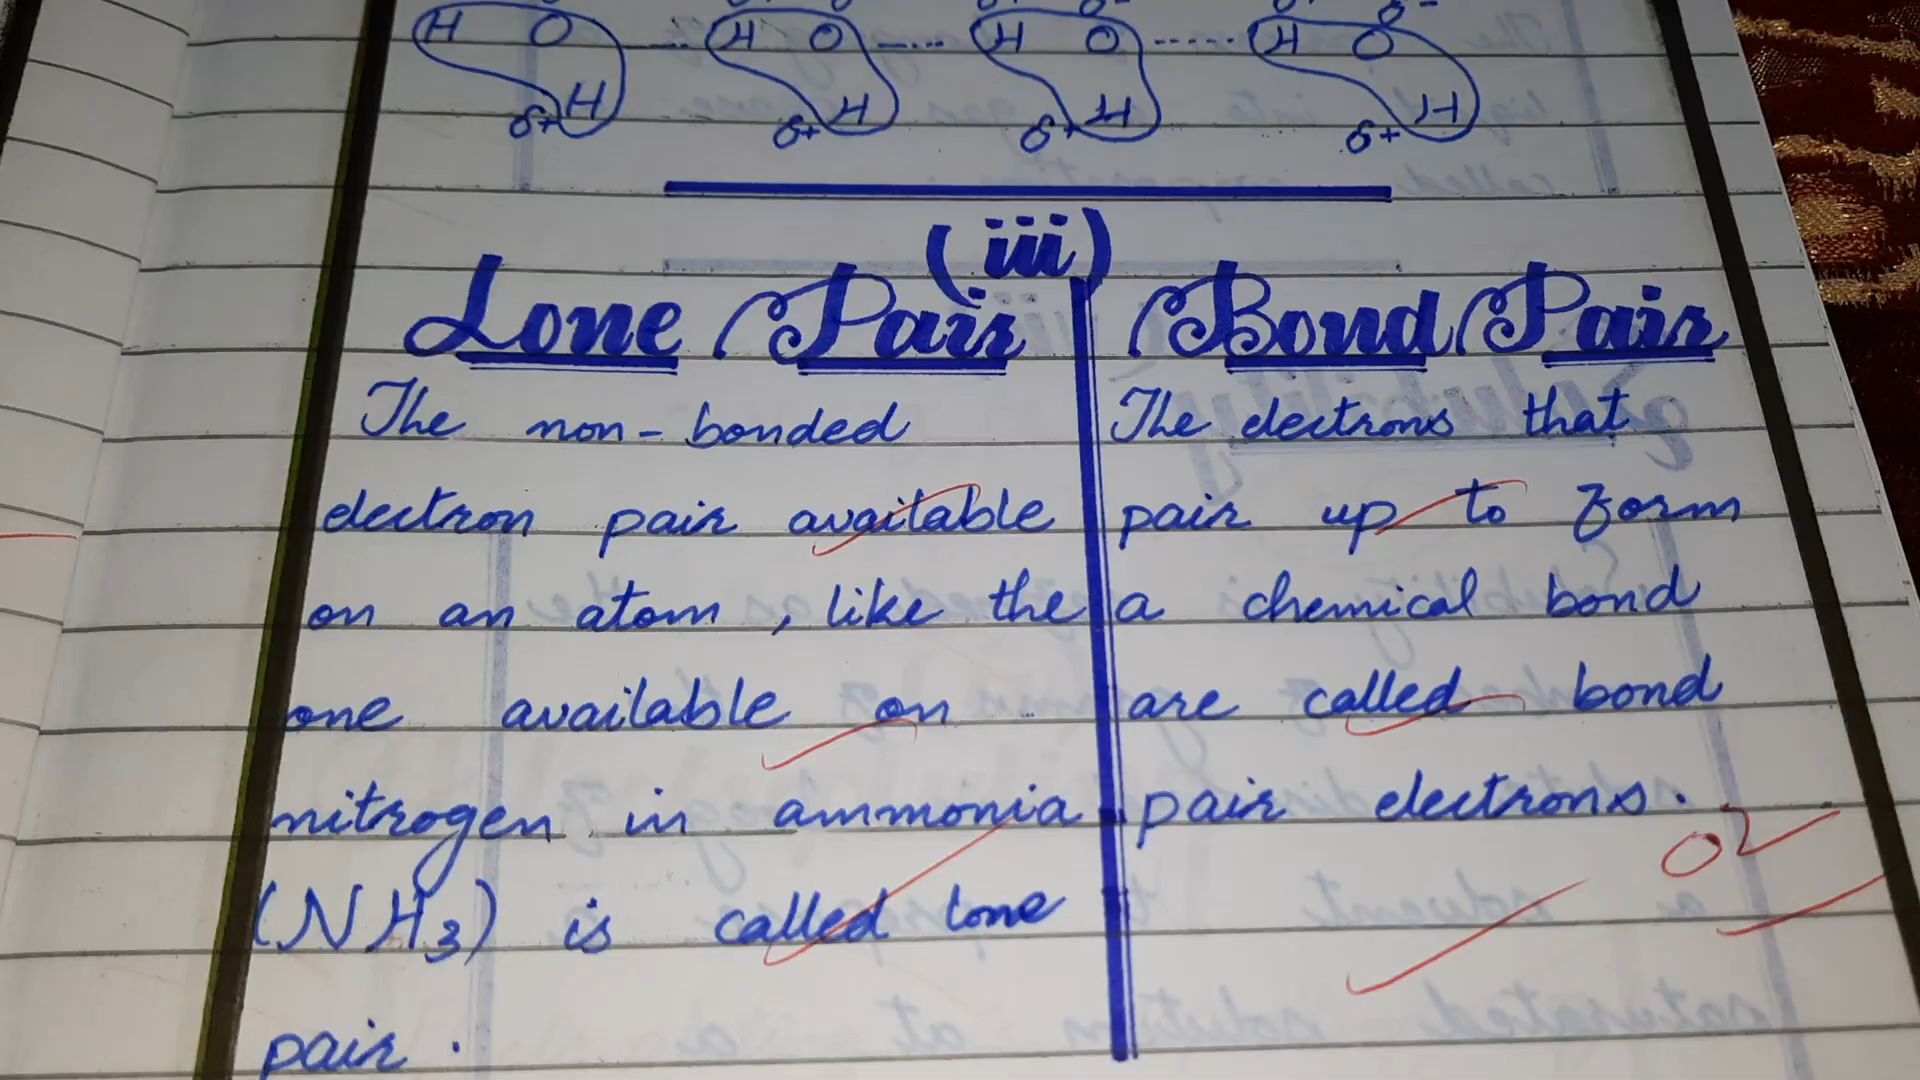 H O H δ+ H O H δ+ H O δ- H δ+ H O δ- H δ+
(iii)
Lone Pair
The non-bonded
electron pair available
on an atom, like the
one available on
nitrogen in ammonia
(NH3) is called lone
pair.
Bond Pair
The electrons that
pair up to form
a chemical bond
are called bond
pair electrons.
02